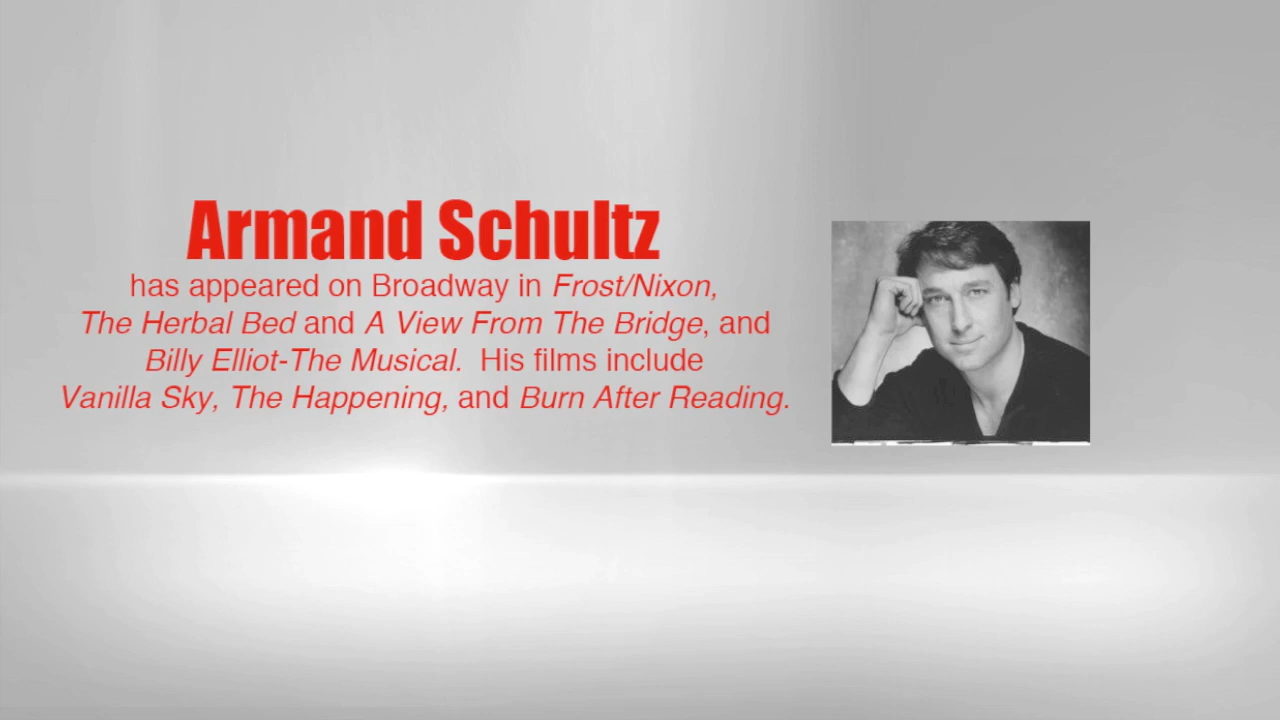 Armand Schultz
has appeared on Broadway in Frost/Nixon,
The Herbal Bed and A View From The Bridge, and
Billy Elliot-The Musical. His films include
Vanilla Sky, The Happening, and Burn After Reading.